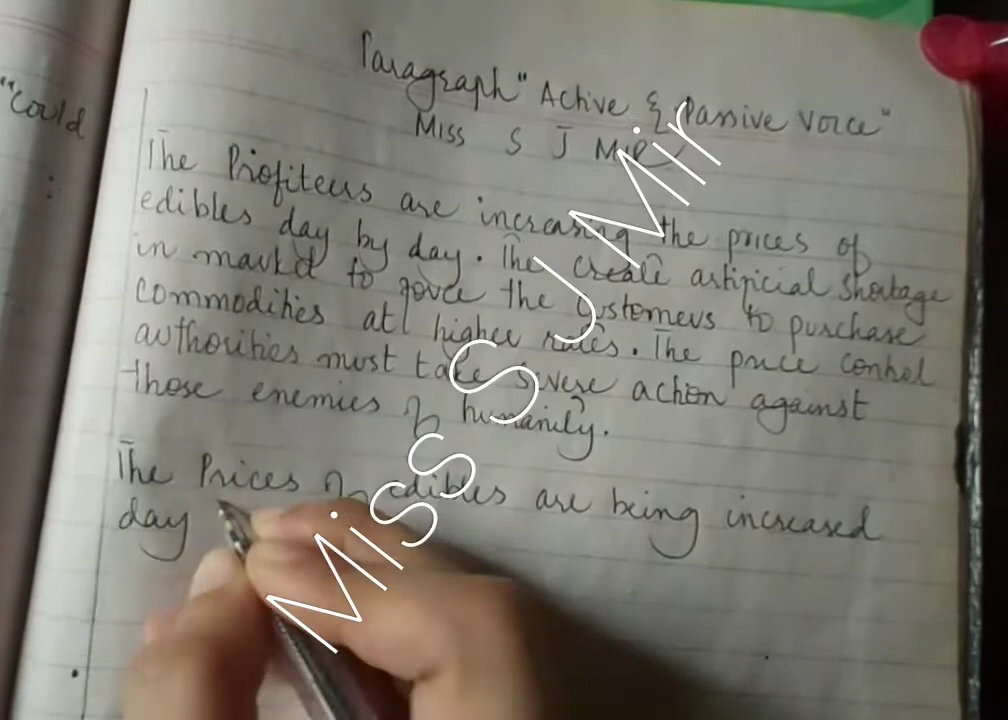 "Could
Paragraph "Active & Passive Voice"
Miss S J Mir
The Profiteers are increasing the prices of
edibles day by day. The create artificial shortage
in market to force the customers to purchase
commodities at higher rates. The price control
authorities must take severe action against
those enemies of humanity.
The Prices of edibles are being increased
day
Miss S J Mir